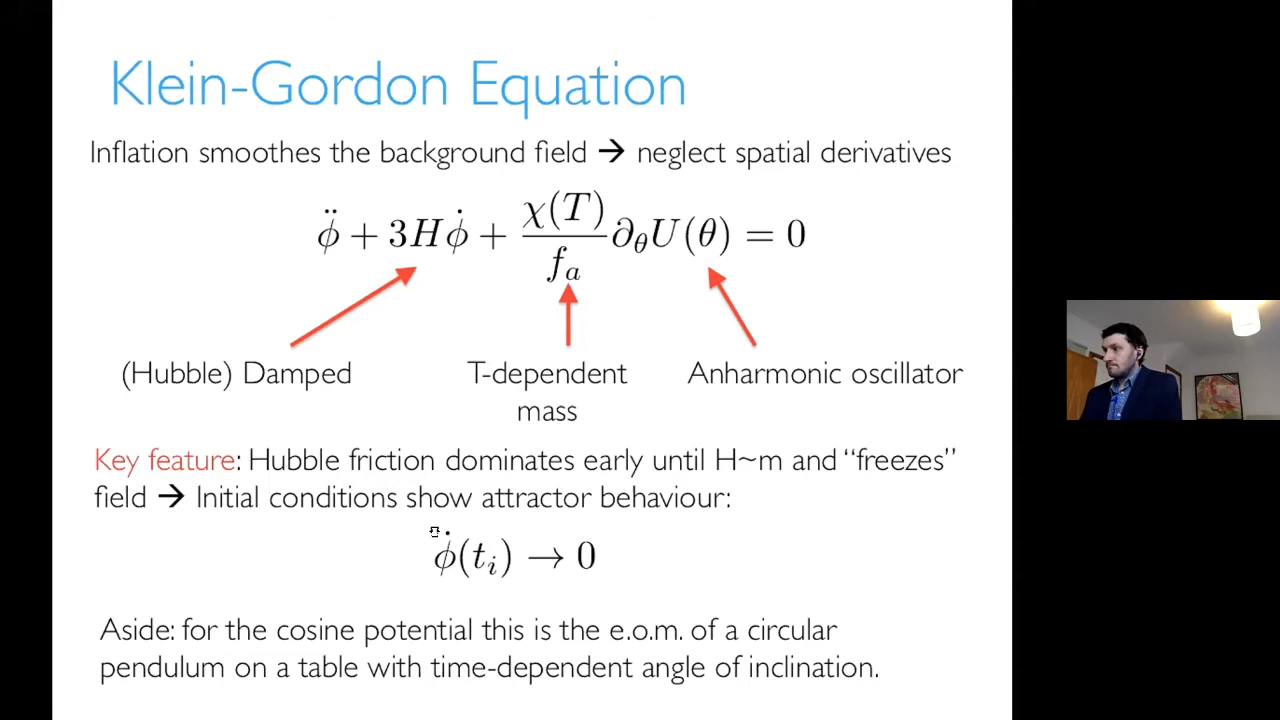 Klein-Gordon Equation
Inflation smoothes the background field → neglect spatial derivatives
ϕ̈ + 3Hϕ̇ + χ(T)/fₐ ∂_θU(θ) = 0
(Hubble) Damped
T-dependent
mass
Anharmonic oscillator
Key feature: Hubble friction dominates early until H~m and “freezes”
field → Initial conditions show attractor behaviour:
ϕ̇(tᵢ) → 0
Aside: for the cosine potential this is the e.o.m. of a circular
pendulum on a table with time-dependent angle of inclination.